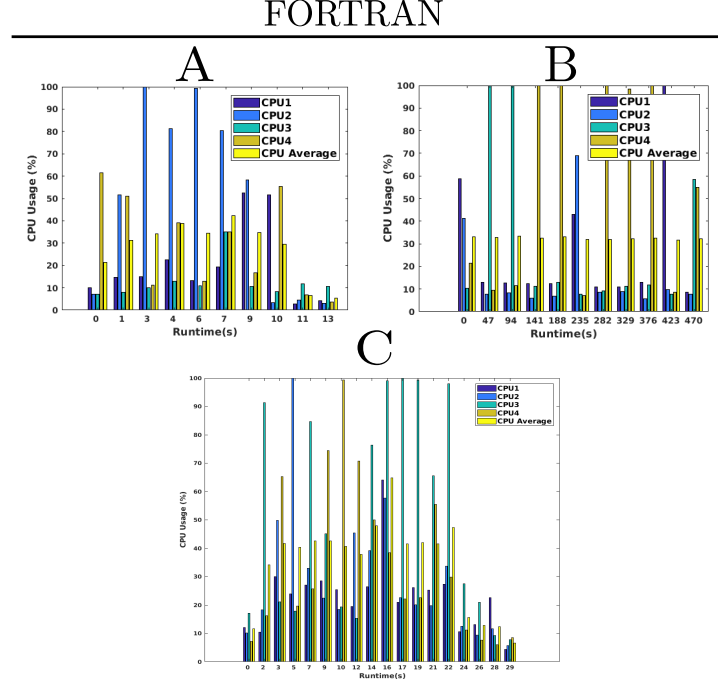 FORTRAN
A
100
90
80
70
60
50
40
30
20
10
0
CPU Usage (%)
CPU1
CPU2
CPU3
CPU4
CPU Average
0 1 3 4 6 7 9 10 11 13
Runtime(s)
B
100
90
80
70
60
50
40
30
20
10
0
CPU Usage (%)
CPU1
CPU2
CPU3
CPU4
CPU Average
0 47 94 141 188 235 282 329 376 423 470
Runtime(s)
C
100
90
80
70
60
50
40
30
20
10
0
CPU Usage (%)
CPU1
CPU2
CPU3
CPU4
CPU Average
0 2 3 5 7 9 10 12 14 16 17 19 21 22 24 26 28 29
Runtime(s)